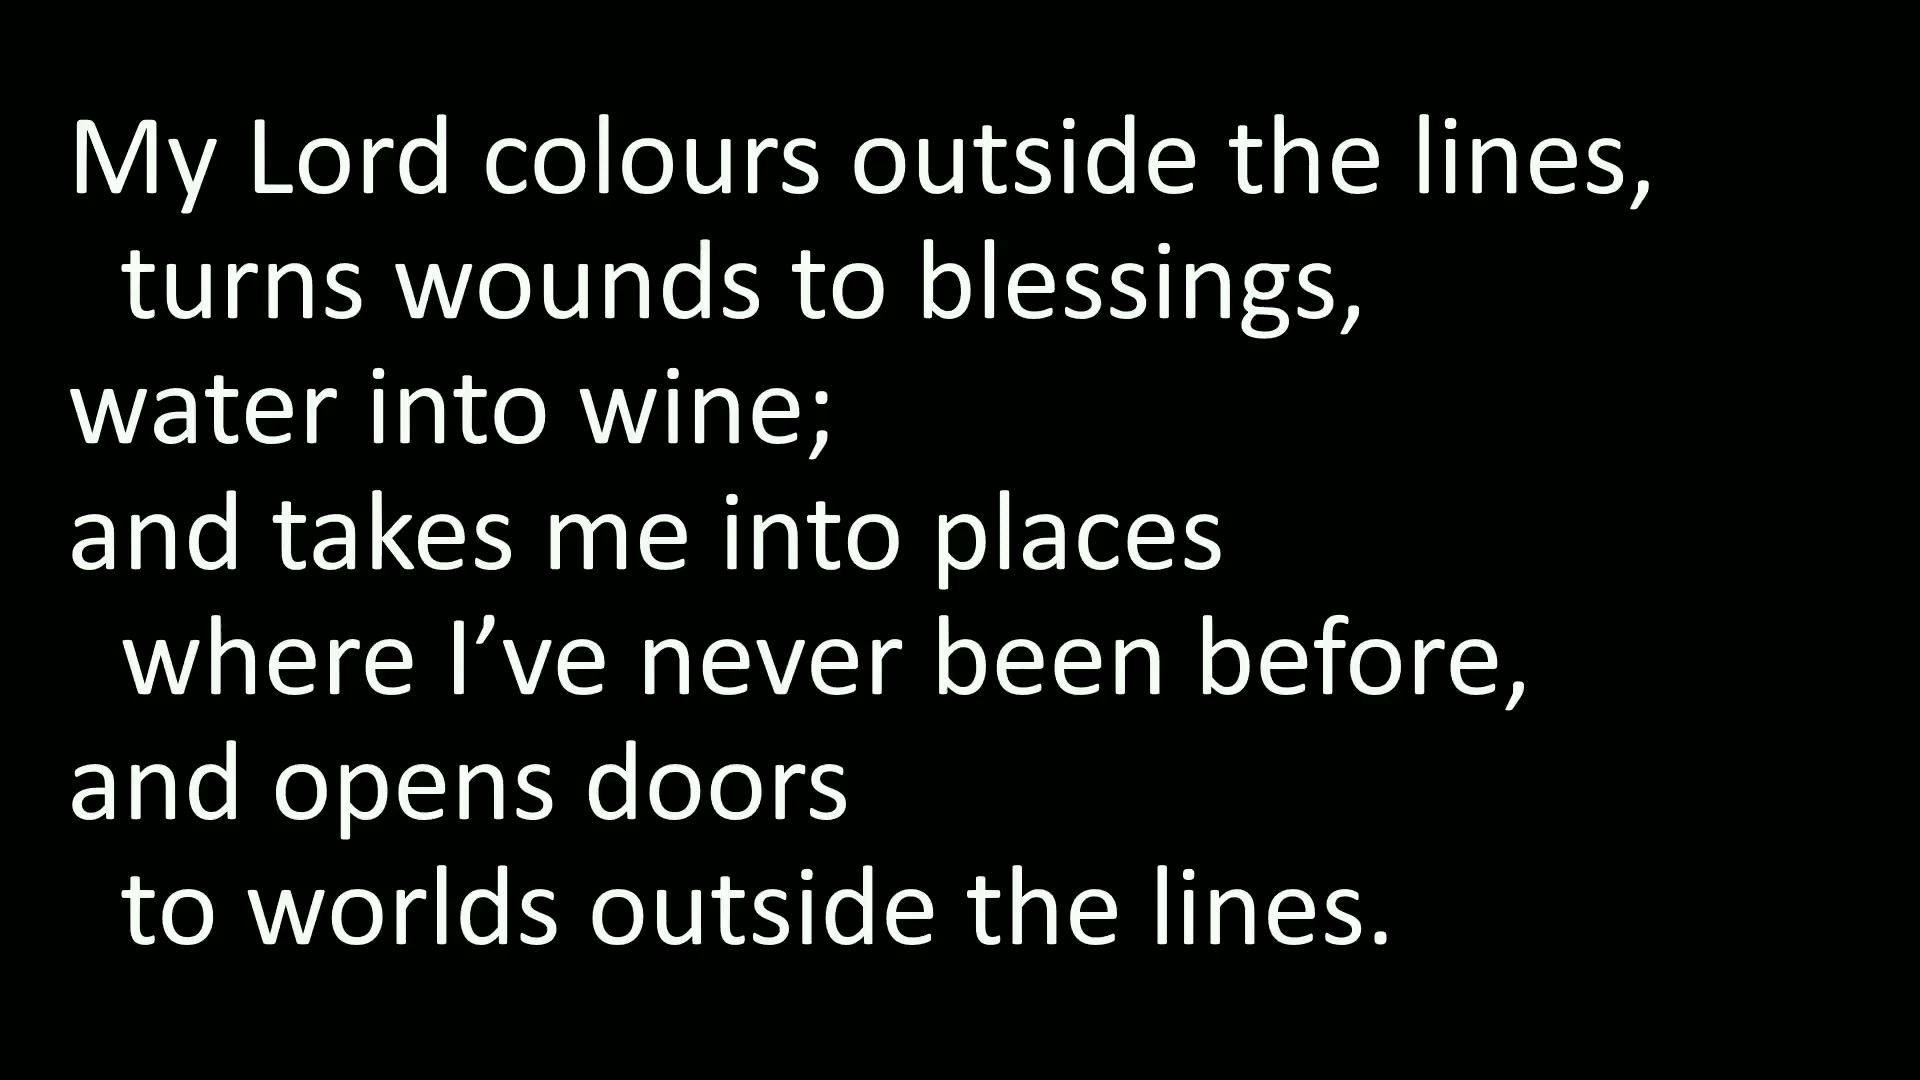 My Lord colours outside the lines,
turns wounds to blessings,
water into wine;
and takes me into places
where I’ve never been before,
and opens doors
to worlds outside the lines.